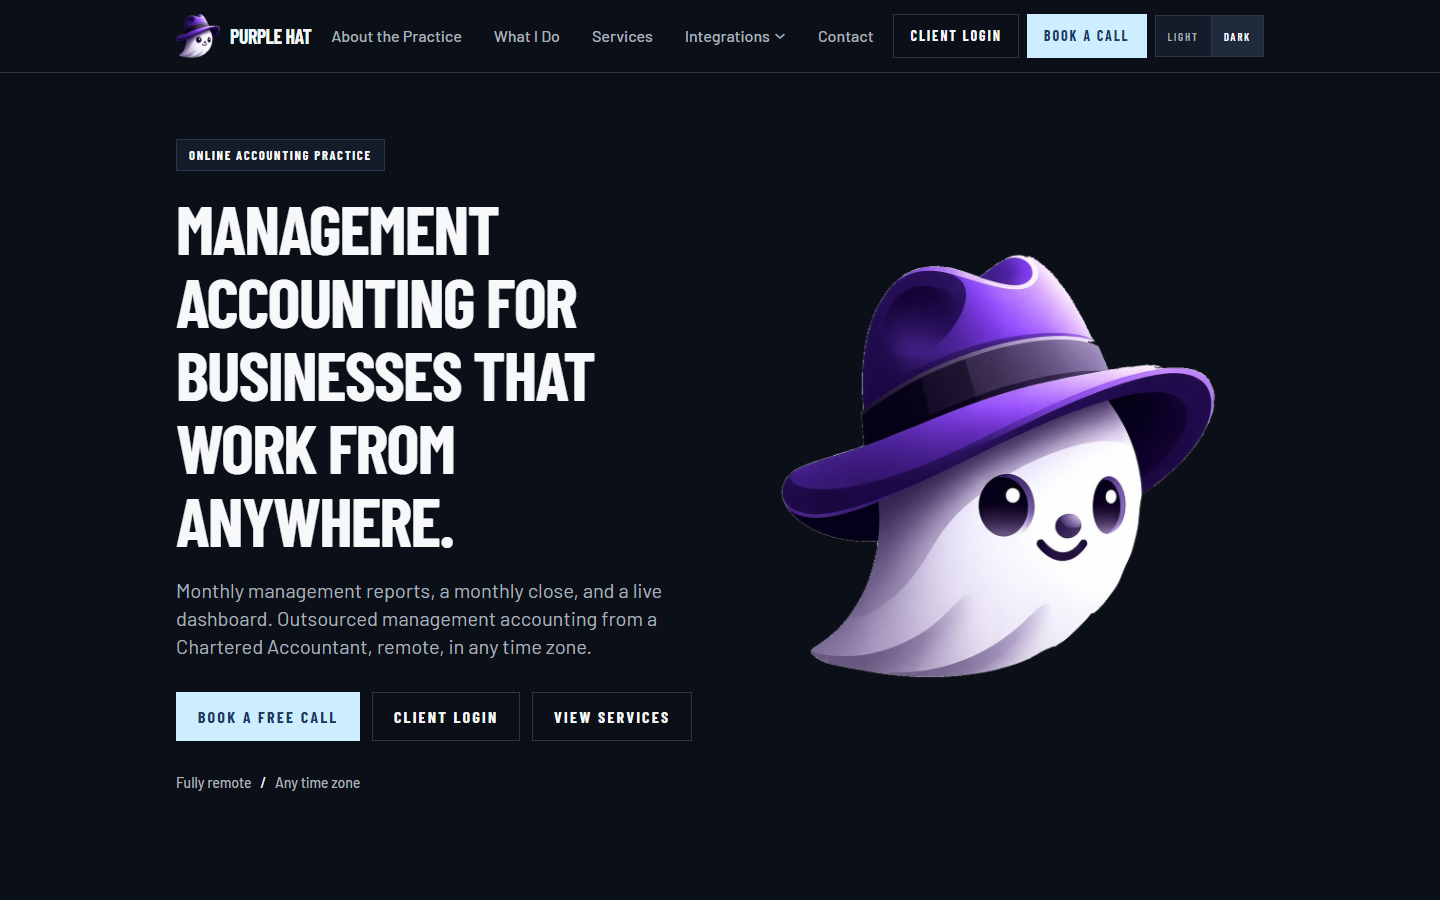 PURPLE HAT
About the Practice
What I Do
Services
Integrations
Contact
CLIENT LOGIN
BOOK A CALL
LIGHT
DARK
ONLINE ACCOUNTING PRACTICE
MANAGEMENT
ACCOUNTING FOR
BUSINESSES THAT
WORK FROM
ANYWHERE.
Monthly management reports, a monthly close, and a live
dashboard. Outsourced management accounting from a
Chartered Accountant, remote, in any time zone.
BOOK A FREE CALL
CLIENT LOGIN
VIEW SERVICES
Fully remote / Any time zone